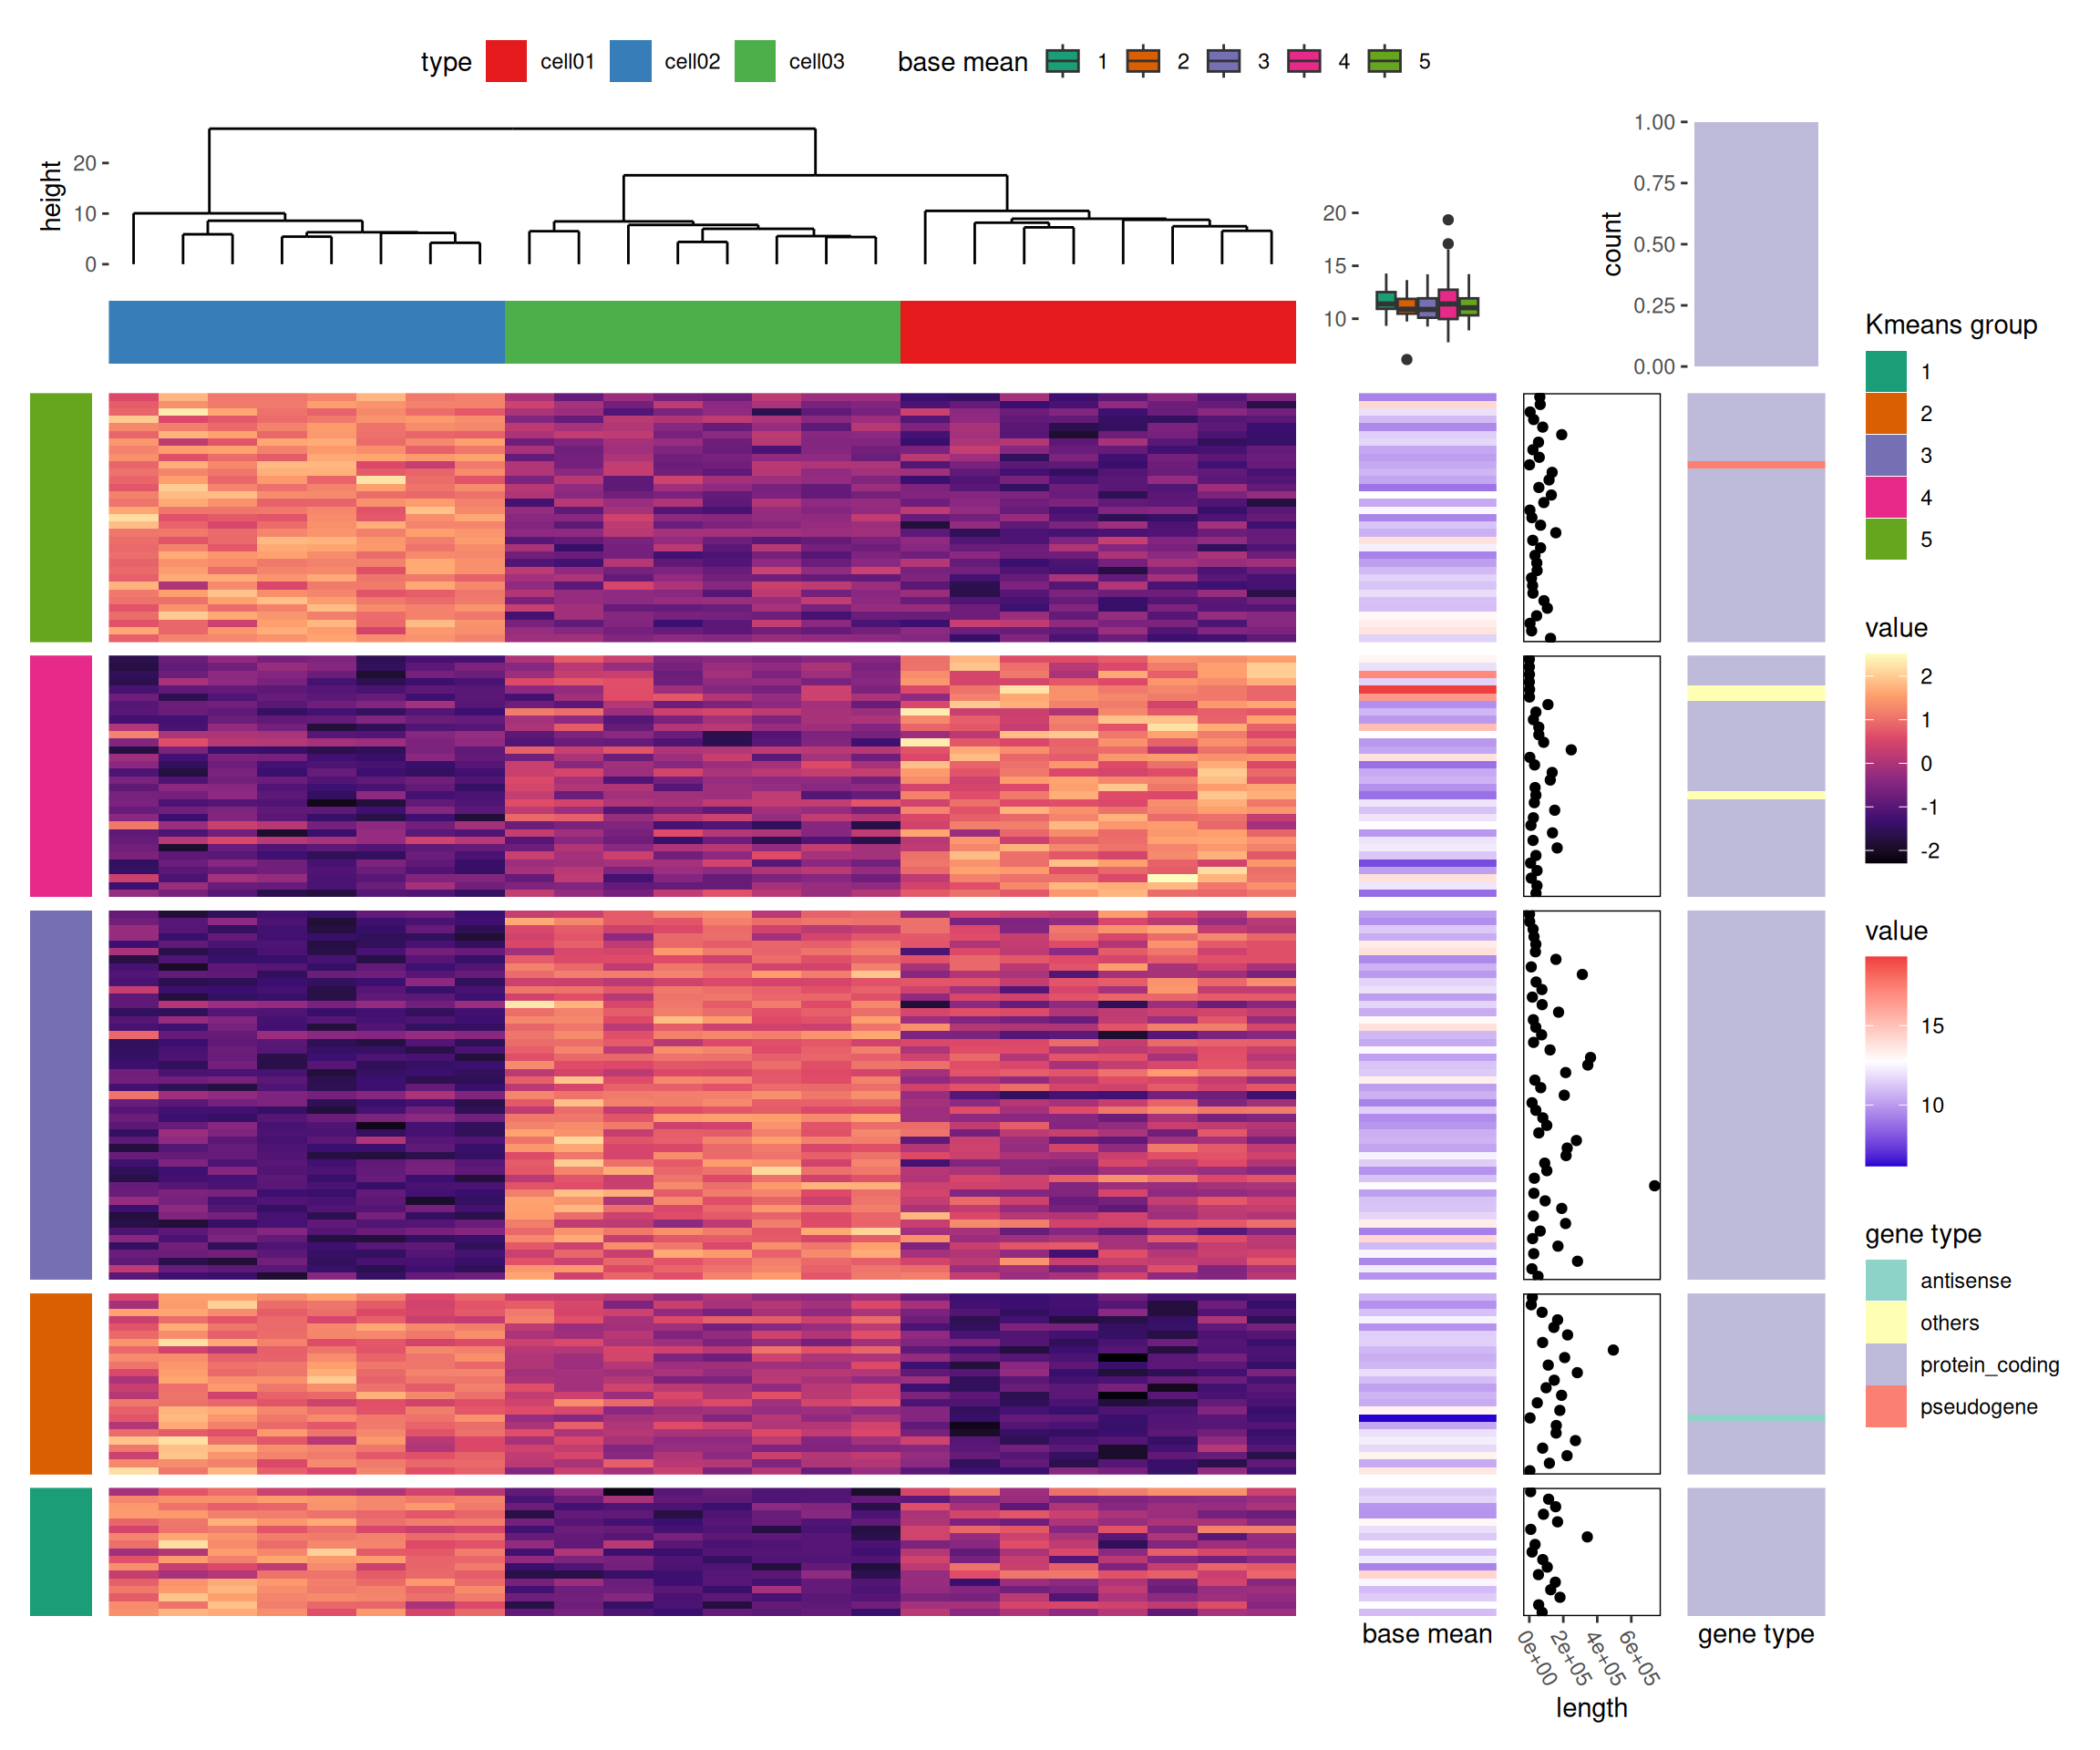 type cell01 cell02 cell03 base mean 1 2 3 4 5
height
20
10
0
20
15
10
count
1.00
0.75
0.50
0.25
0.00
Kmeans group
1
2
3
4
5
value
2
1
0
-1
-2
value
15
10
gene type
antisense
others
protein_coding
pseudogene
base mean
0e+00
2e+05
4e+05
6e+05
length
gene type